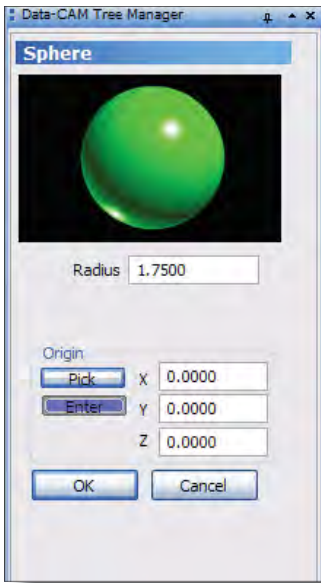 Data-CAM Tree Manager
Sphere
Radius 1.7500
Origin
Pick X 0.0000
Enter Y 0.0000
Z 0.0000
OK Cancel